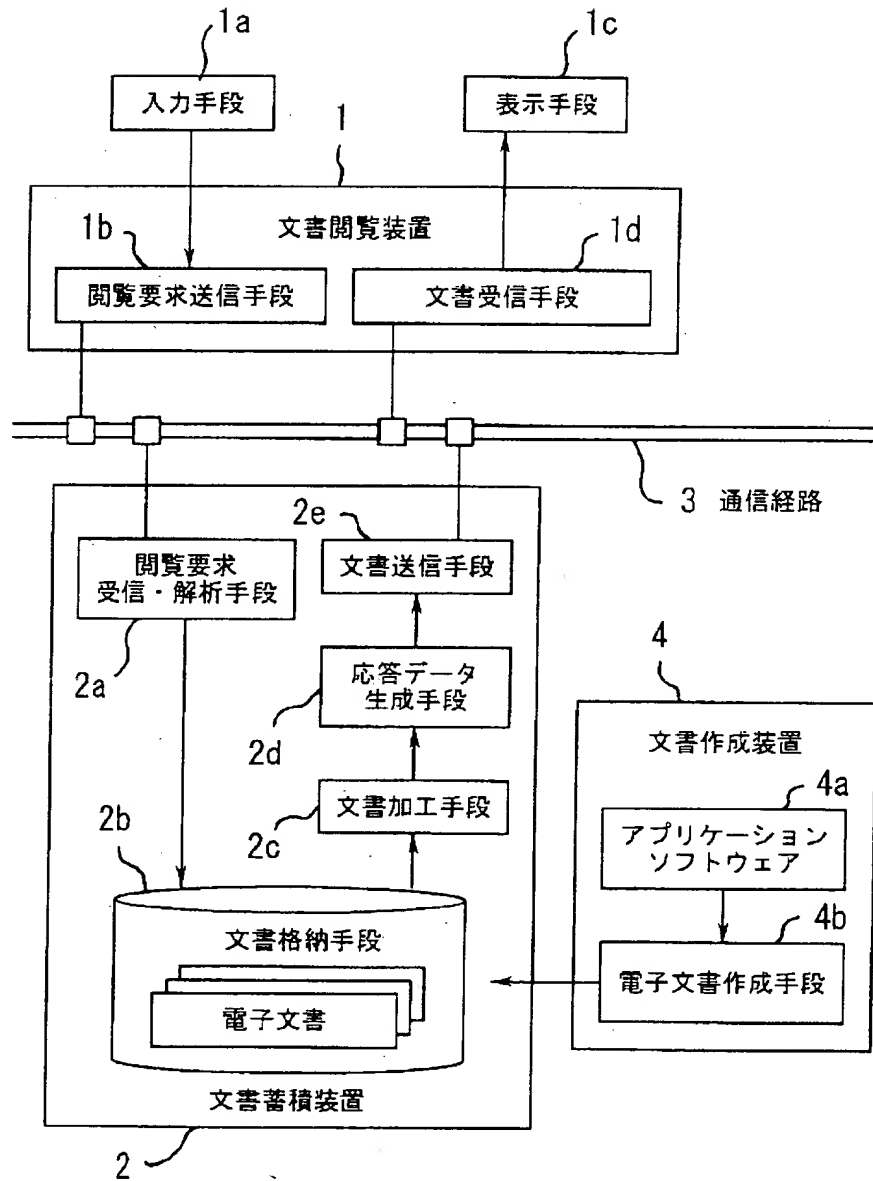 1a
1c
入力手段
表示手段
1
文書閲覧装置
1b
1d
閲覧要求送信手段
文書受信手段
3 通信経路
2e
閲覧要求
受信・解析手段
文書送信手段
2a
応答データ
生成手段
2d
4
文書作成装置
4a
アプリケーション
ソフトウェア
文書加工手段
2c
2b
4b
文書格納手段
電子文書作成手段
電子文書
文書蓄積装置
2